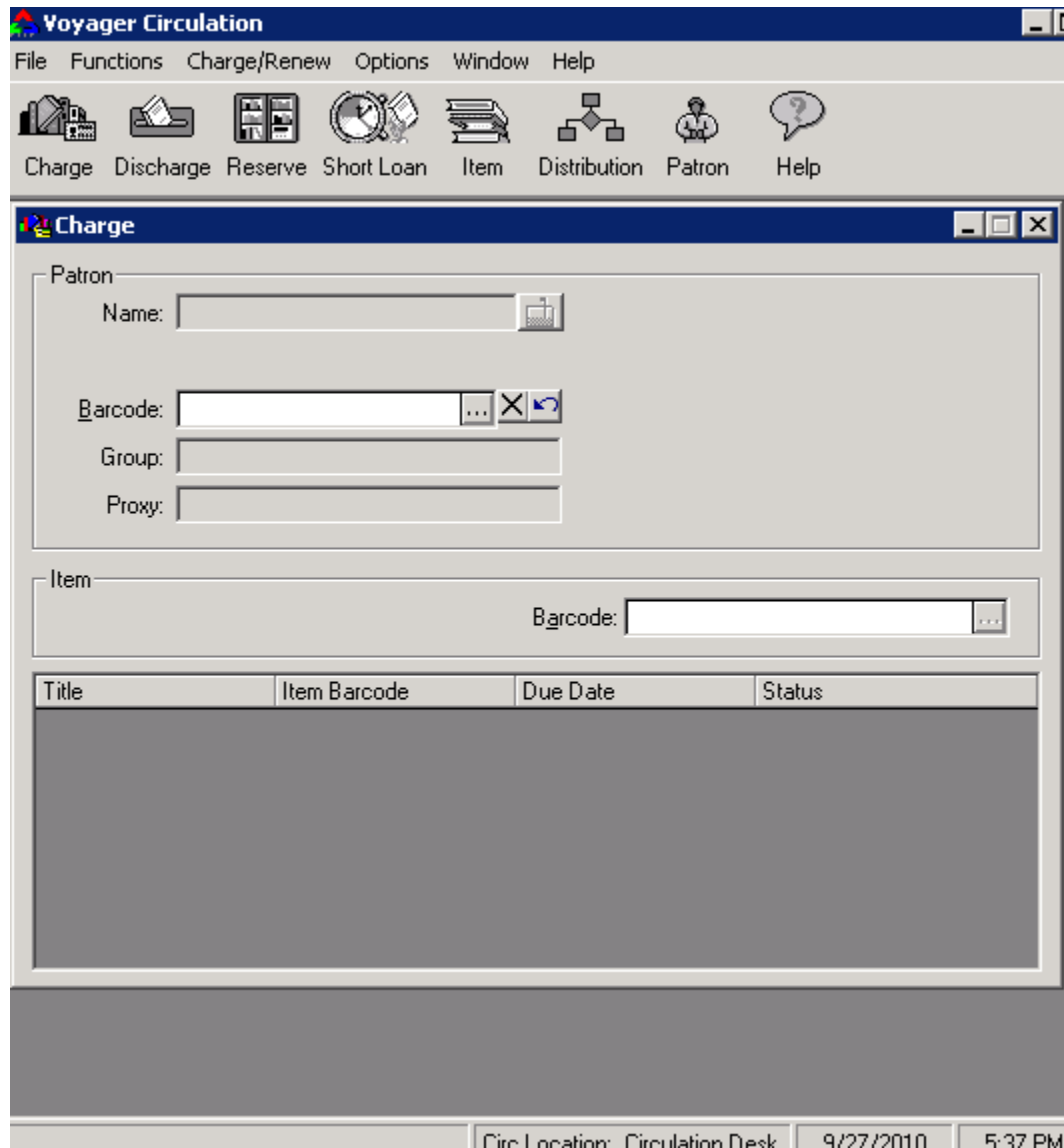 Voyager Circulation
File Functions Charge/Renew Options Window Help
Charge Discharge Reserve Short Loan Item Distribution Patron Help
Charge
Patron
Name:
Barcode: ...
Group:
Proxy:
Item
Barcode: ...
Title Item Barcode Due Date Status
Circ Location: Circulation Desk 9/27/2010 5:37 PM